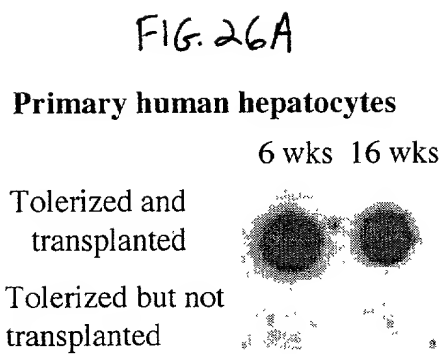 FIG. 26A
Primary human hepatocytes
6 wks 16 wks
Tolerized and
transplanted
Tolerized but not
transplanted